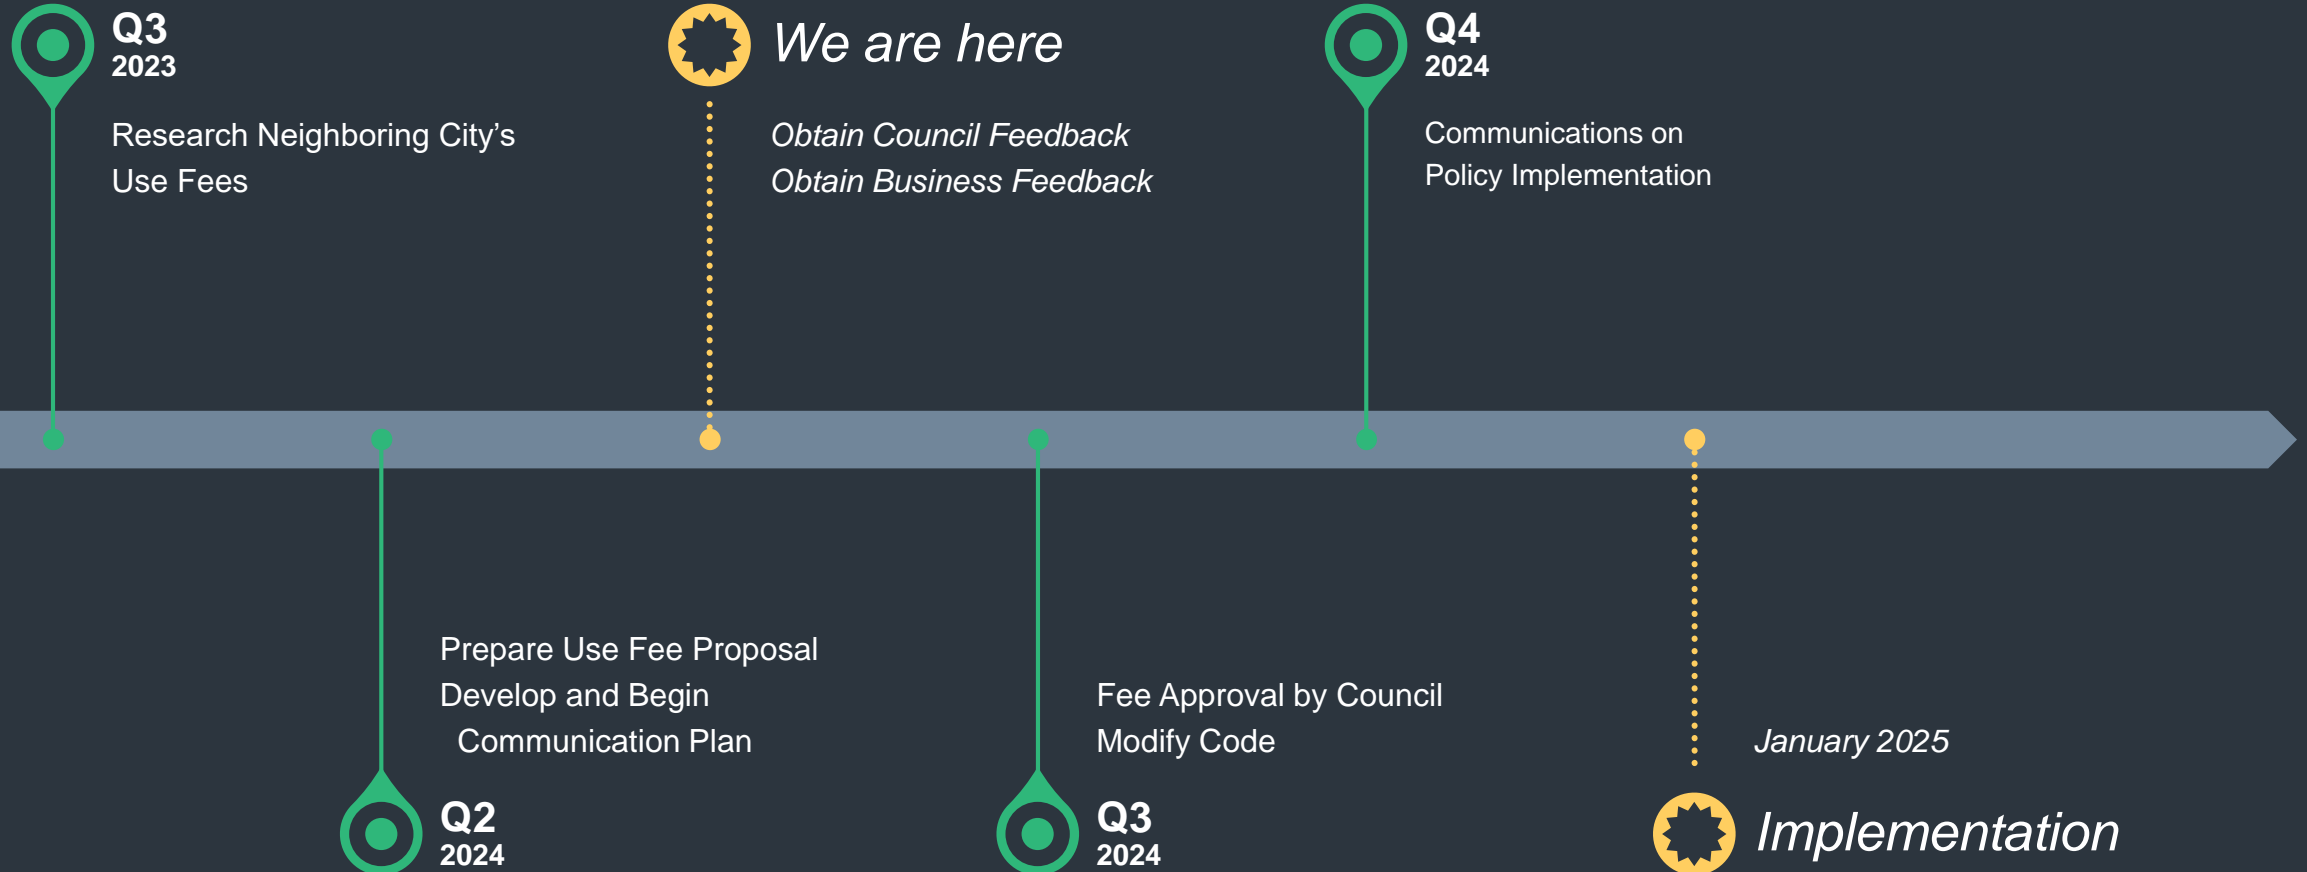 Q3
2023
Research Neighboring City’s
Use Fees
We are here
Obtain Council Feedback
Obtain Business Feedback
Q4
2024
Communications on
Policy Implementation
Prepare Use Fee Proposal
Develop and Begin
Communication Plan
Q2
2024
Fee Approval by Council
Modify Code
Q3
2024
January 2025
Implementation